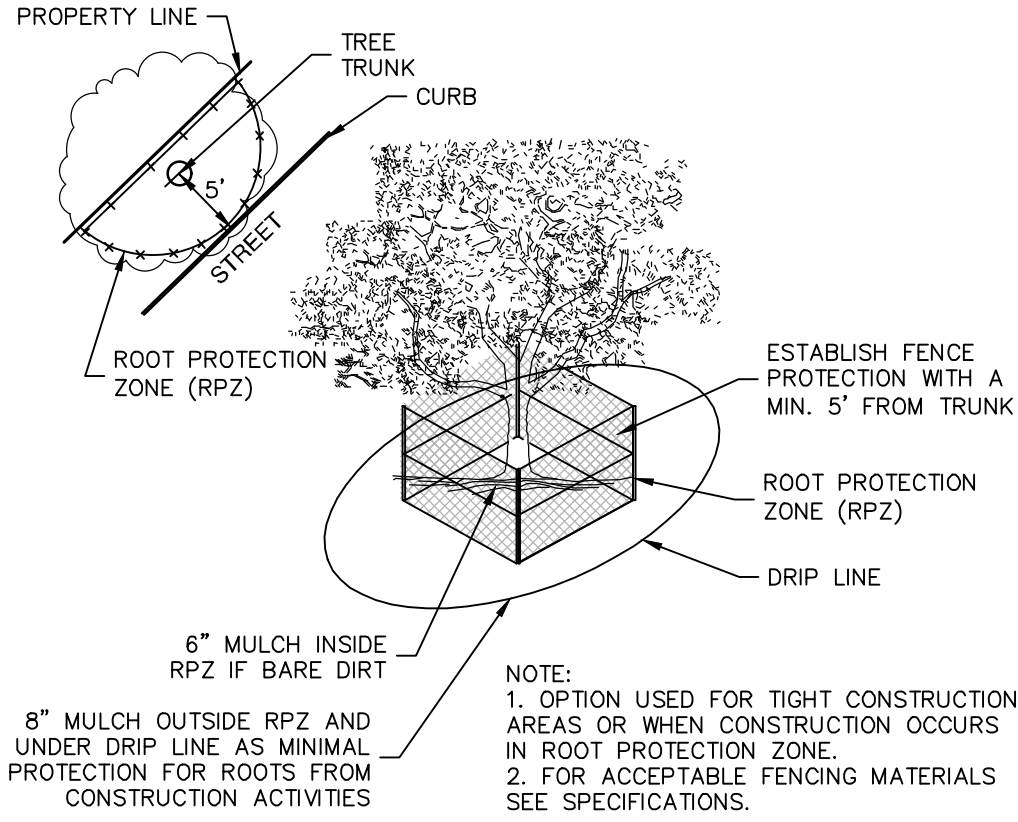 PROPERTY LINE
TREE
TRUNK
CURB
5'
STREET
ROOT PROTECTION
ZONE (RPZ)
ESTABLISH FENCE
PROTECTION WITH A
MIN. 5' FROM TRUNK
ROOT PROTECTION
ZONE (RPZ)
DRIP LINE
6" MULCH INSIDE
RPZ IF BARE DIRT
8" MULCH OUTSIDE RPZ AND
UNDER DRIP LINE AS MINIMAL
PROTECTION FOR ROOTS FROM
CONSTRUCTION ACTIVITIES
NOTE:
1. OPTION USED FOR TIGHT CONSTRUCTION
AREAS OR WHEN CONSTRUCTION OCCURS
IN ROOT PROTECTION ZONE.
2. FOR ACCEPTABLE FENCING MATERIALS
SEE SPECIFICATIONS.